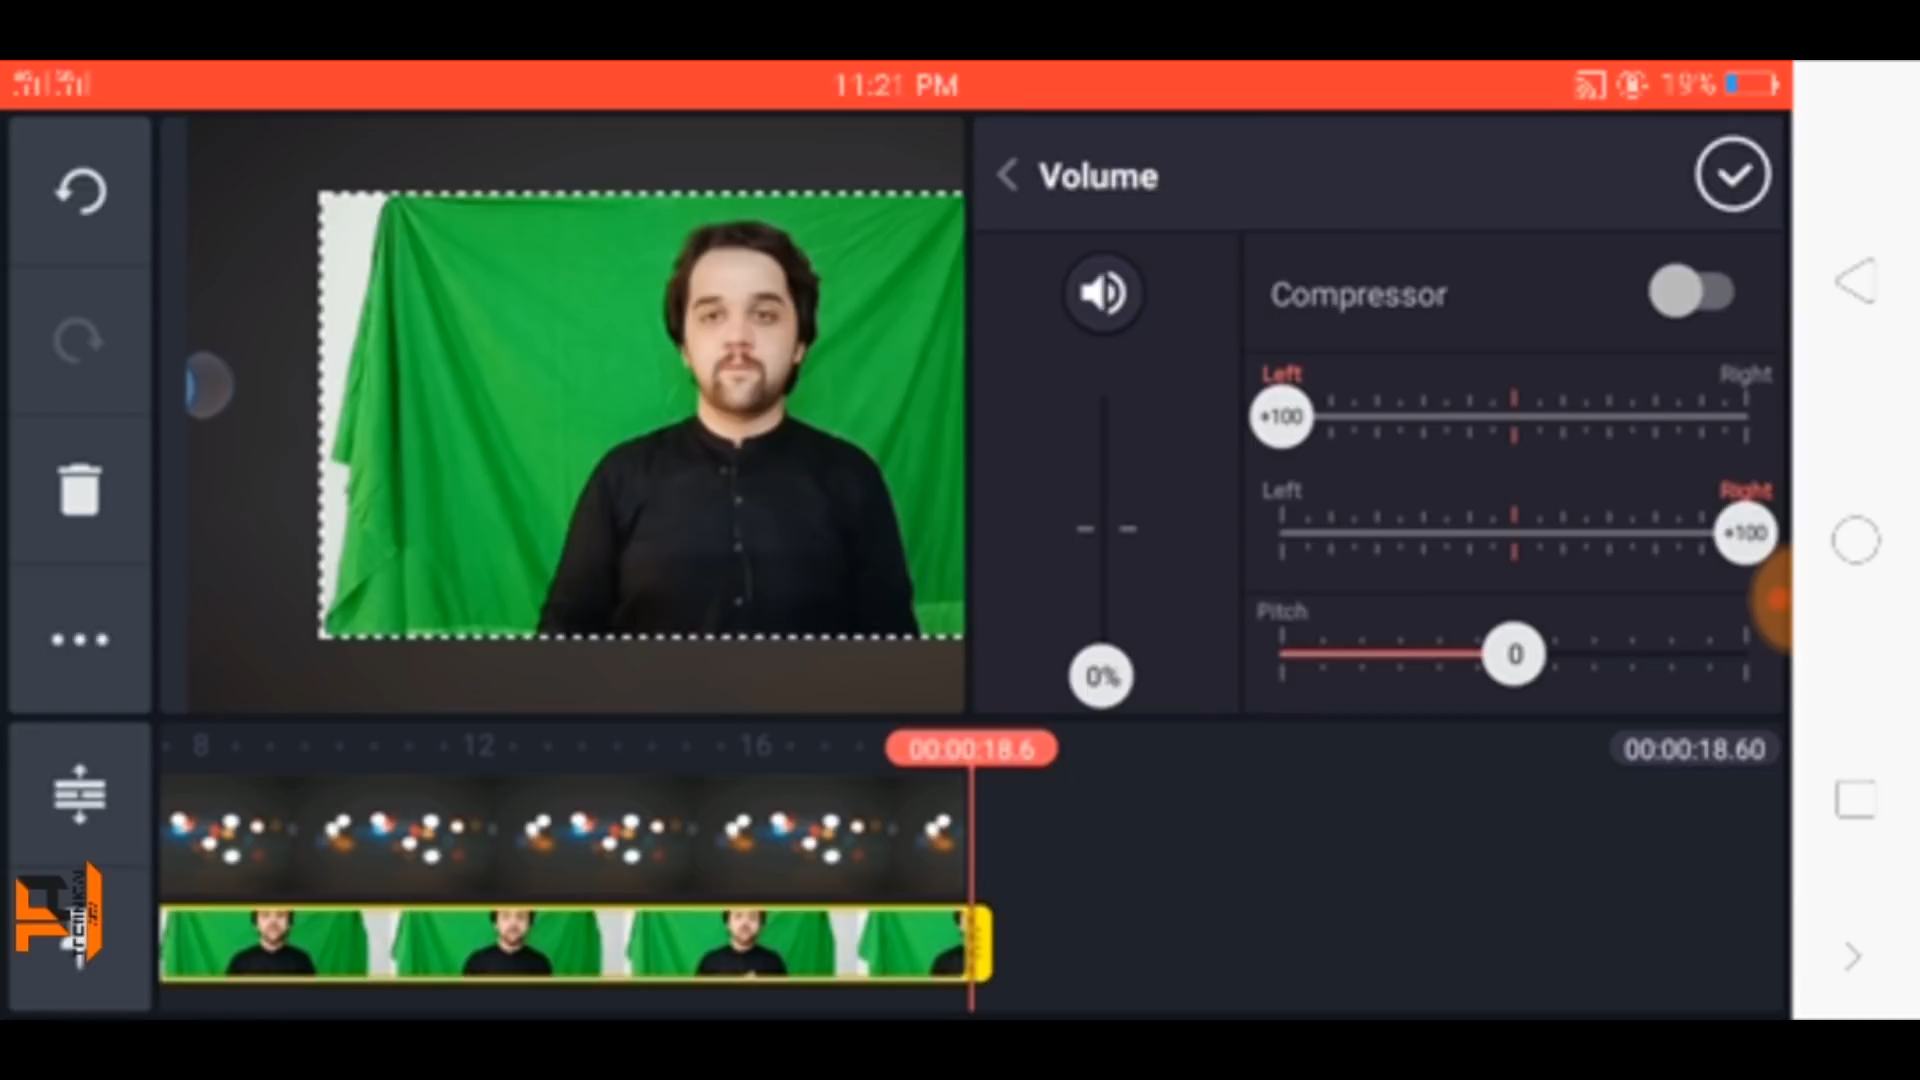 11:21 PM
19%
Volume
Compressor
Left Right
+100
Left Right
+100
Pitch
0
0%
8 12 16
00:00:18.6
00:00:18.60